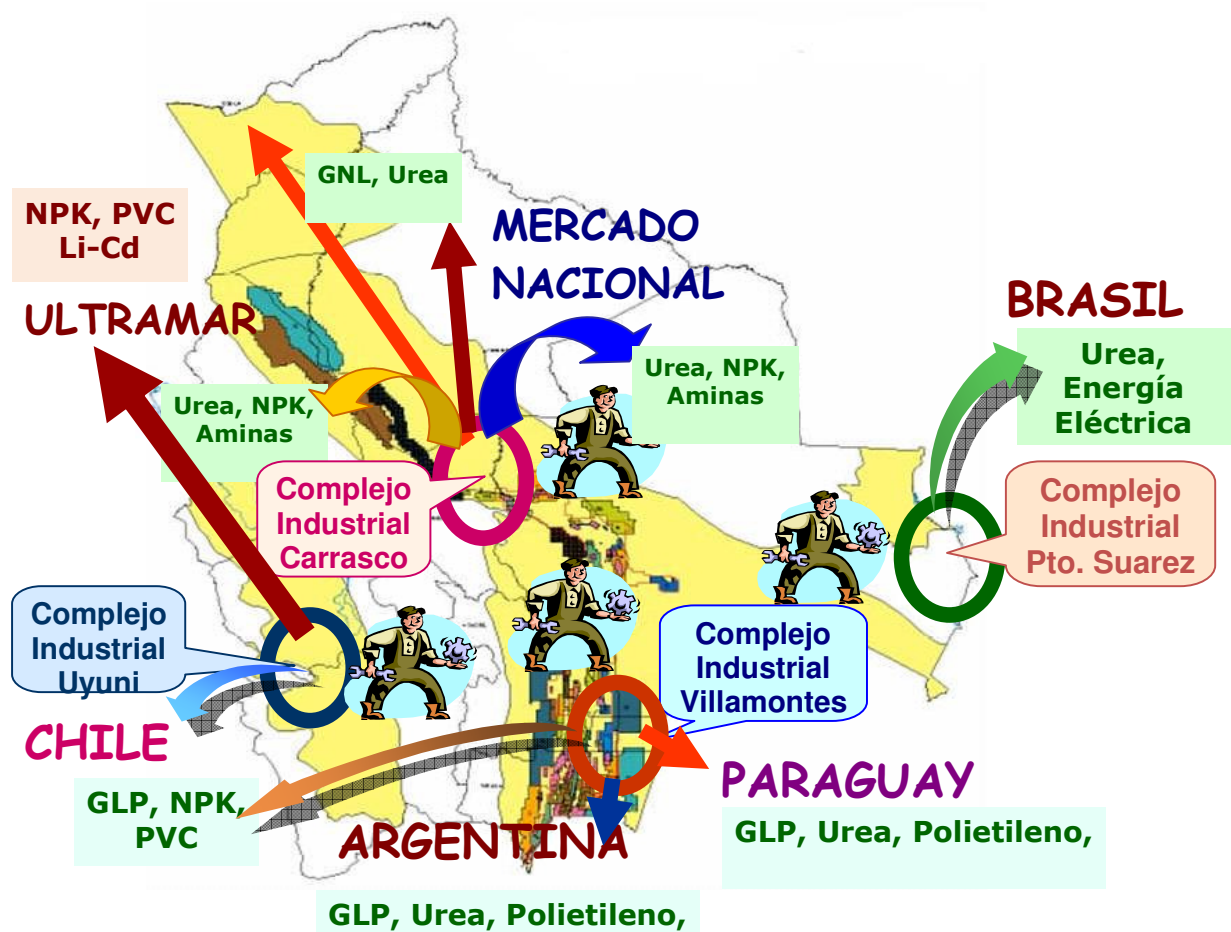 GNL, Urea
NPK, PVC
Li-Cd
MERCADO
NACIONAL
ULTRAMAR
BRASIL
Urea,
Energía
Eléctrica
Urea, NPK,
Aminas
Urea, NPK,
Aminas
Complejo
Industrial
Carrasco
Complejo
Industrial
Pto. Suarez
Complejo
Industrial
Uyuni
Complejo
Industrial
Villamontes
CHILE
GLP, NPK,
PVC
PARAGUAY
GLP, Urea, Polietileno,
ARGENTINA
GLP, Urea, Polietileno,